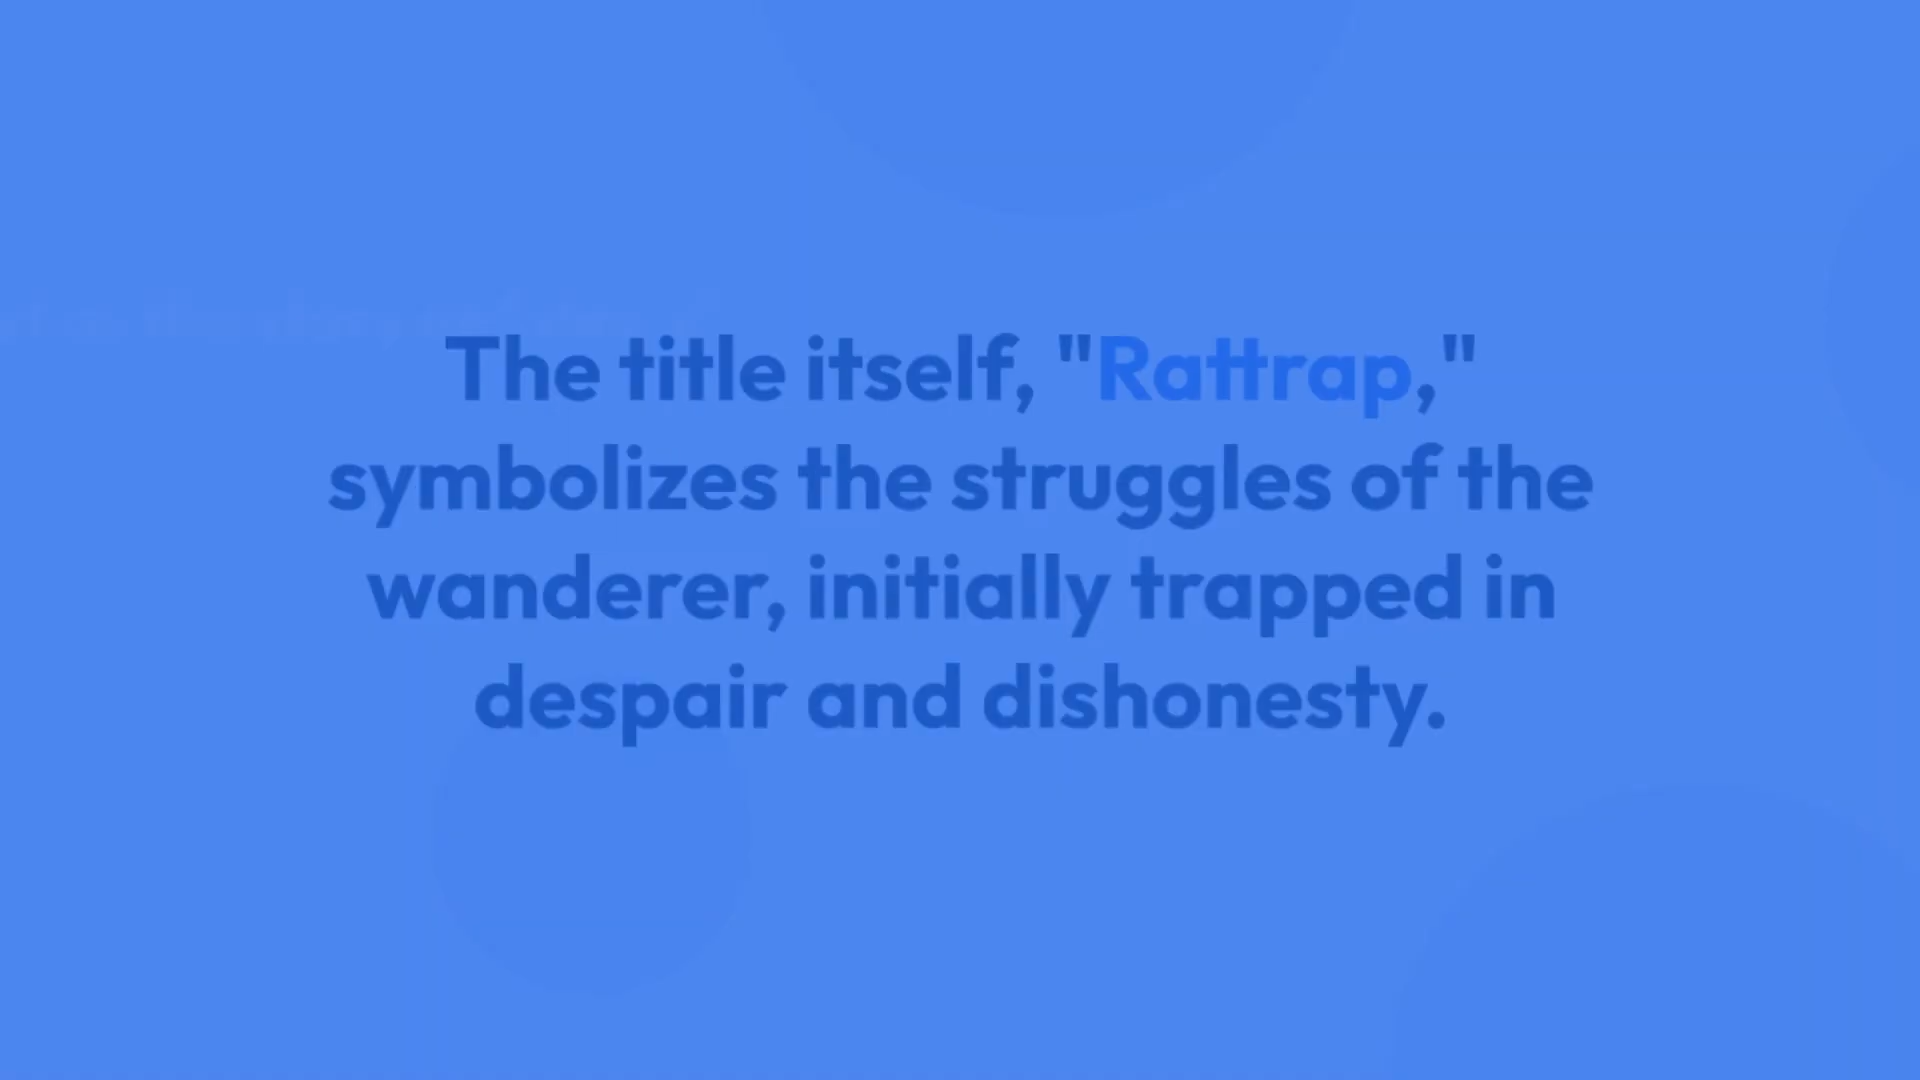 The title itself, "Rattrap,"
symbolizes the struggles of the
wanderer, initially trapped in
despair and dishonesty.